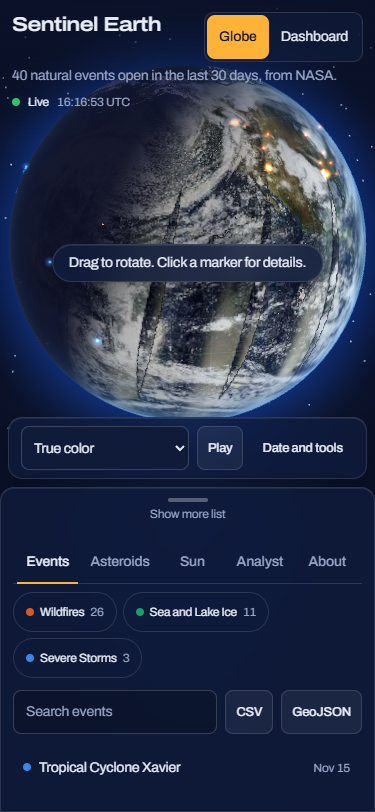 Sentinel Earth
Globe
Dashboard
40 natural events open in the last 30 days, from NASA.
Live 16:16:53 UTC
Drag to rotate. Click a marker for details.
True color
Play
Date and tools
Show more list
Events Asteroids Sun Analyst About
Wildfires 26
Sea and Lake Ice 11
Severe Storms 3
Search events
CSV
GeoJSON
Tropical Cyclone Xavier Nov 15